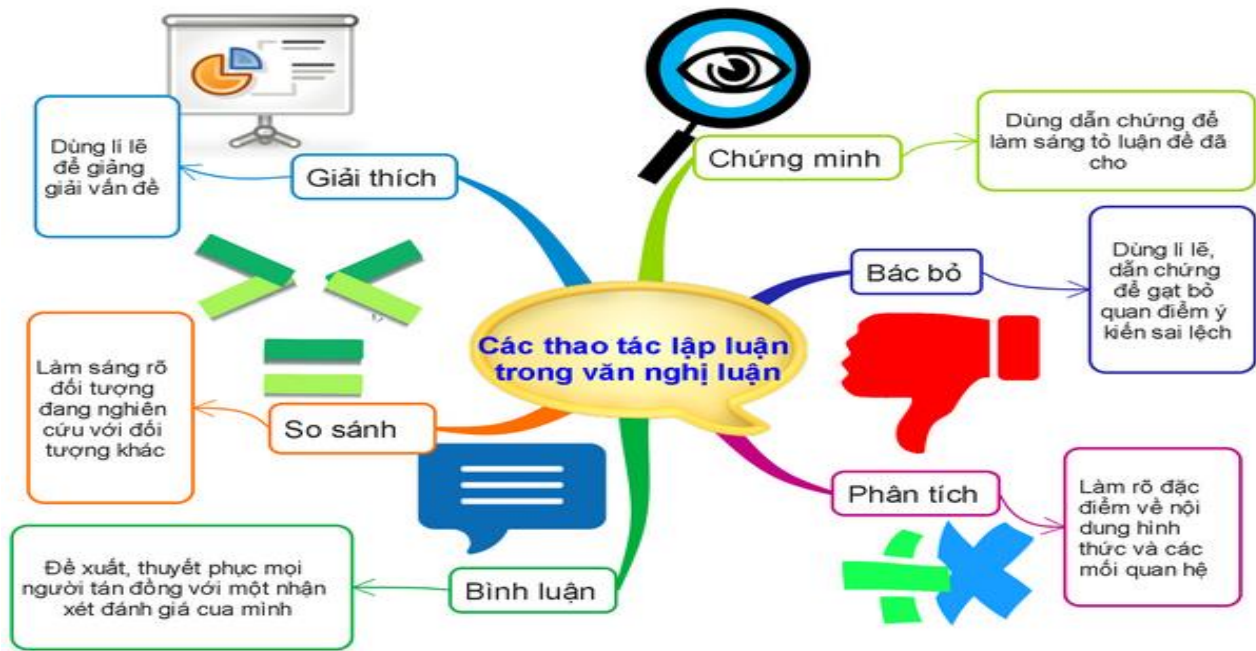 Các thao tác lập luận
trong văn nghị luận
Giải thích
Dùng lí lẽ
để giảng
giải vấn đề
Chứng minh
Dùng dẫn chứng để
làm sáng tỏ luận đề đã
cho
Bác bỏ
Dùng lí lẽ,
dẫn chứng
để gạt bỏ
quan điểm ý
kiến sai lệch
So sánh
Làm sáng rõ
đối tượng
đang nghiên
cứu với đối
tượng khác
Phân tích
Làm rõ đặc
điểm về nội
dung hình
thức và các
mối quan hệ
Bình luận
Đề xuất, thuyết phục mọi
người tán đồng với một nhận
xét đánh giá cua mình